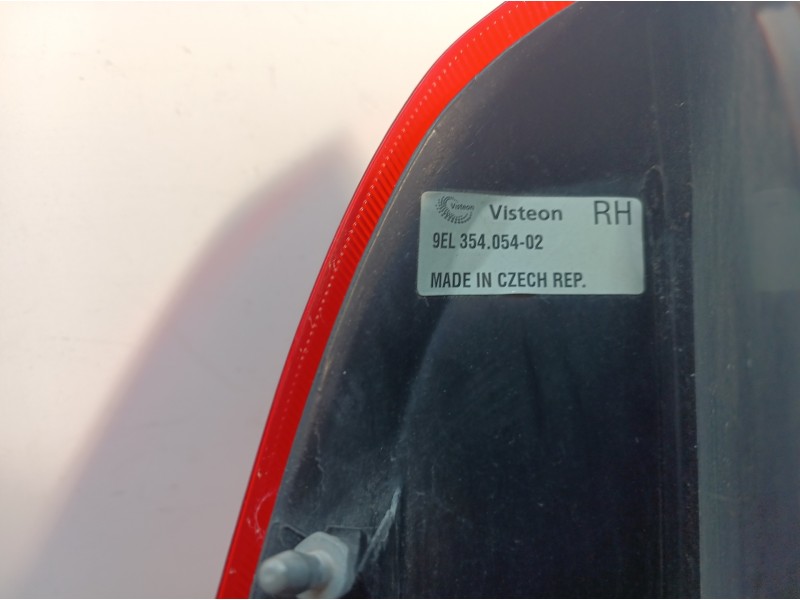 Visteon Visteon RH
9EL 354.054-02
MADE IN CZECH REP.